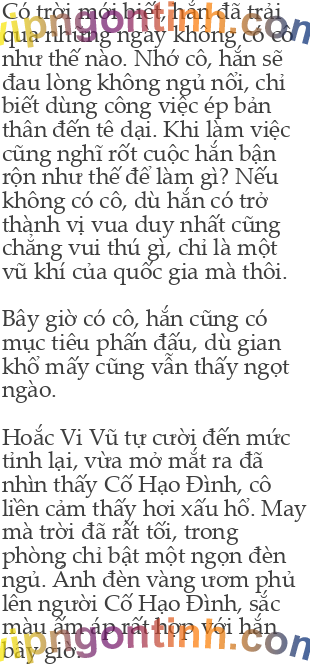 Có trời mới biết, hắn đã trải
qua những ngày không có cô
như thế nào. Nhớ cô, hắn sẽ
đau lòng không ngủ nổi, chỉ
biết dùng công việc ép bản
thân đến tê dại. Khi làm việc
cũng nghĩ rốt cuộc hắn bận
rộn như thế để làm gì? Nếu
không có cô, dù hắn có trở
thành vị vua duy nhất cũng
chẳng vui thú gì, chỉ là một
vũ khí của quốc gia mà thôi.
Bây giờ có cô, hắn cũng có
mục tiêu phấn đấu, dù gian
khổ mấy cũng vẫn thấy ngọt
ngào.
Hoắc Vi Vũ tự cười đến mức
tỉnh lại, vừa mở mắt ra đã
nhìn thấy Cố Hạo Đình, cô
liền cảm thấy hơi xấu hổ. May
mà trời đã rất tối, trong
phòng chỉ bật một ngọn đèn
ngủ. Ánh đèn vàng ươm phủ
lên người Cố Hạo Đình, sắc
màu ấm áp rất hợp với hắn
bây giờ.
vipngontinh.com
vipngontinh.com